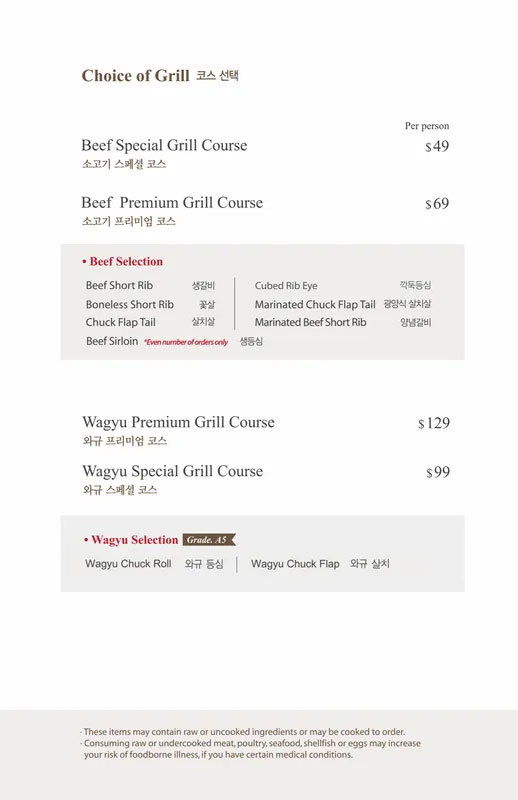 Choice of Grill 코스 선택
Per person
Beef Special Grill Course $49
소고기 스페셜 코스
Beef Premium Grill Course $69
소고기 프리미엄 코스
• Beef Selection
Beef Short Rib 생갈비 Cubed Rib Eye 깍둑등심
Boneless Short Rib 꽃살 Marinated Chuck Flap Tail 광양식 살치살
Chuck Flap Tail 살치살 Marinated Beef Short Rib 양념갈비
Beef Sirloin *Even number of orders only 생등심
Wagyu Premium Grill Course $129
와규 프리미엄 코스
Wagyu Special Grill Course $99
와규 스페셜 코스
• Wagyu Selection Grade. A5
Wagyu Chuck Roll 와규 등심 Wagyu Chuck Flap 와규 살치
· These items may contain raw or uncooked ingredients or may be cooked to order.
· Consuming raw or undercooked meat, poultry, seafood, shellfish or eggs may increase
your risk of foodborne illness, if you have certain medical conditions.